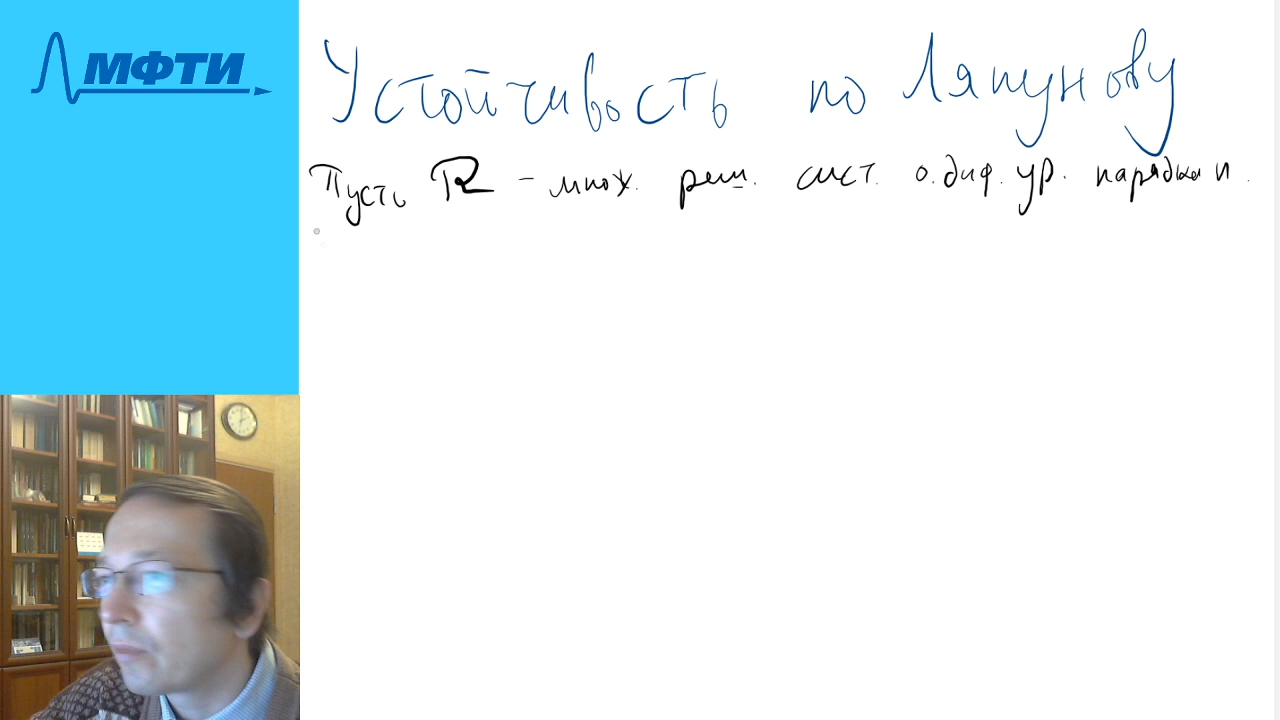 МФТИ
Устойчивость по Ляпунову
Пусть R - множ. реш. сист. о. диф. ур. порядка n.